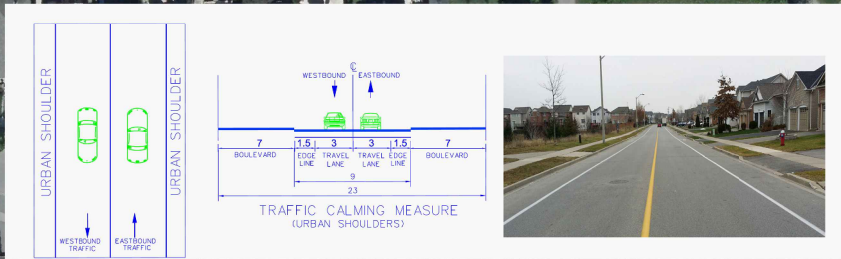 URBAN SHOULDER
URBAN SHOULDER
WESTBOUND
TRAFFIC
EASTBOUND
TRAFFIC
℄
WESTBOUND
EASTBOUND
7
1.5
3
3
1.5
7
BOULEVARD
EDGE
LINE
TRAVEL
LANE
TRAVEL
LANE
EDGE
LINE
BOULEVARD
9
23
TRAFFIC CALMING MEASURE
(URBAN SHOULDERS)